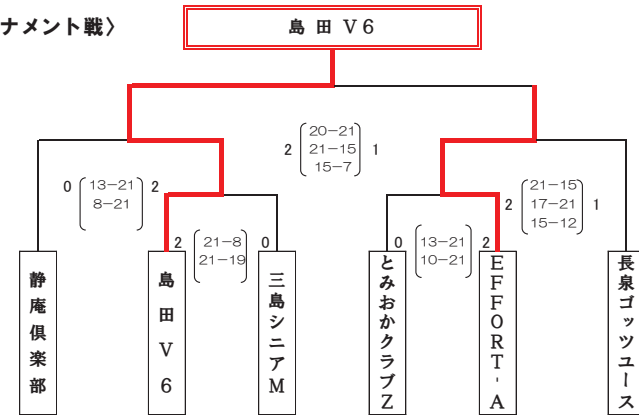 ナメント戦〉
島田V6
2 20−21 1
21−15
15−7
0 13−21 2
8−21
2 21−15 1
17−21
15−12
2 21−8 0
21−19
0 13−21 2
10−21
静庵倶楽部
島田V6
三島シニアM
とみおかクラブZ
EFFORT-A
長泉ゴッツユース